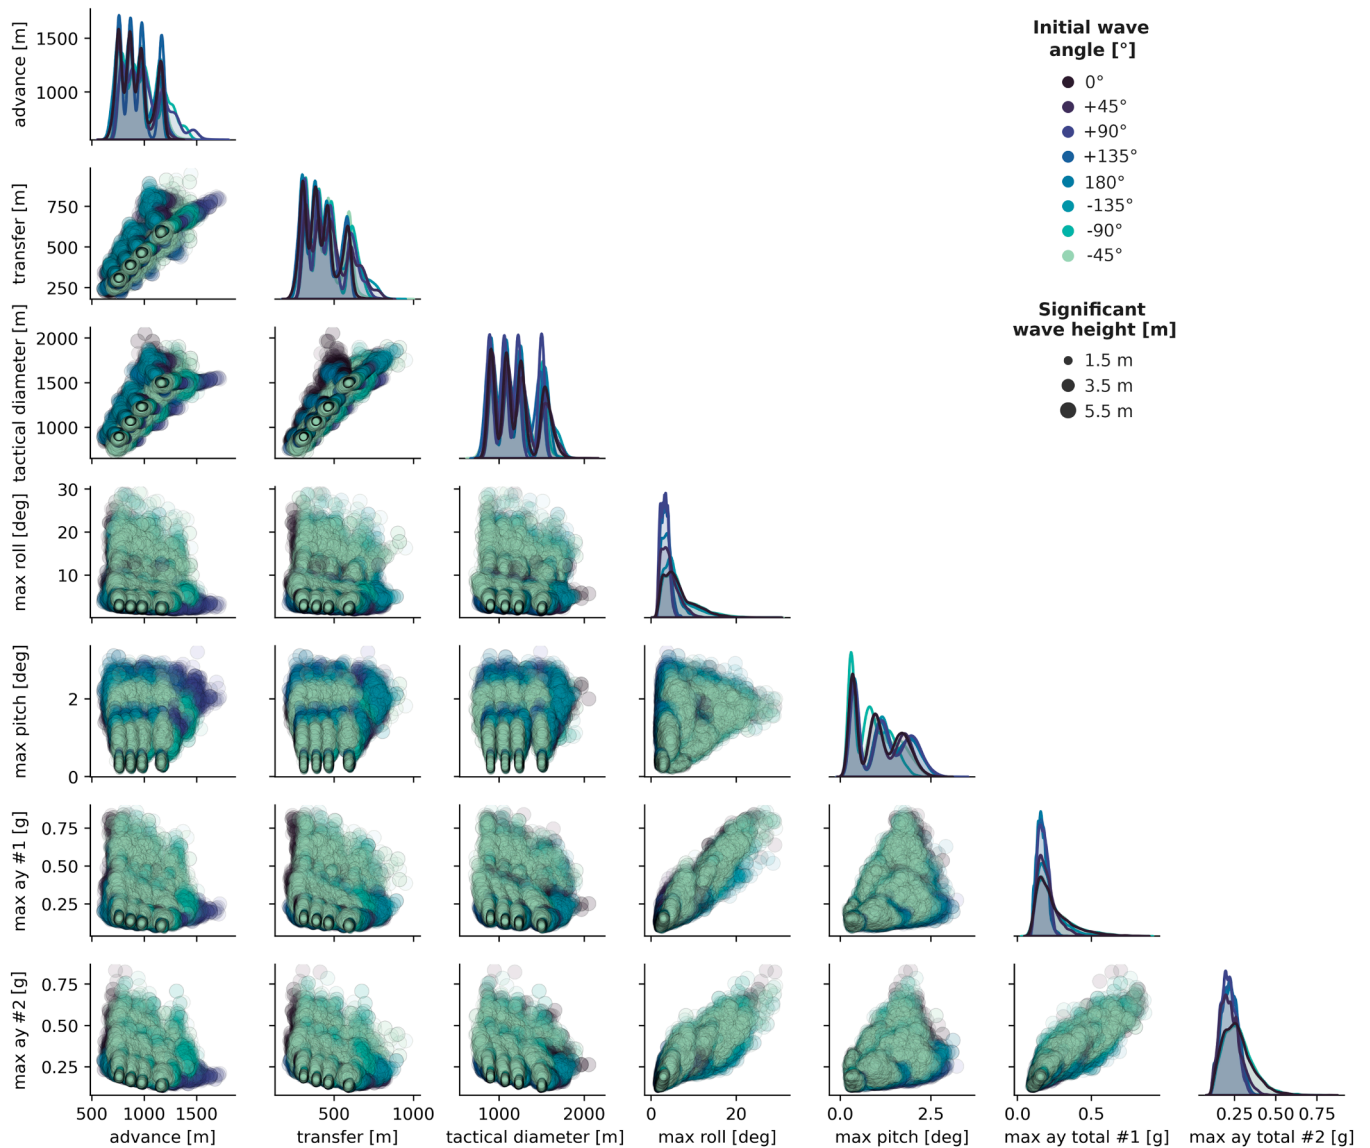 advance [m]
1500
1000
Initial wave
angle [°]
0°
+45°
+90°
+135°
180°
-135°
-90°
-45°
transfer [m]
750
500
250
Significant
wave height [m]
1.5 m
3.5 m
5.5 m
tactical diameter [m]
2000
1500
1000
max roll [deg]
30
20
10
max pitch [deg]
2
0
max ay #1 [g]
0.75
0.50
0.25
max ay #2 [g]
0.75
0.50
0.25
500 1000 1500
advance [m]
500 1000
transfer [m]
1000 2000
tactical diameter [m]
0 20
max roll [deg]
0.0 2.5
max pitch [deg]
0.0 0.5
max ay total #1 [g]
0.25 0.50 0.75
max ay total #2 [g]